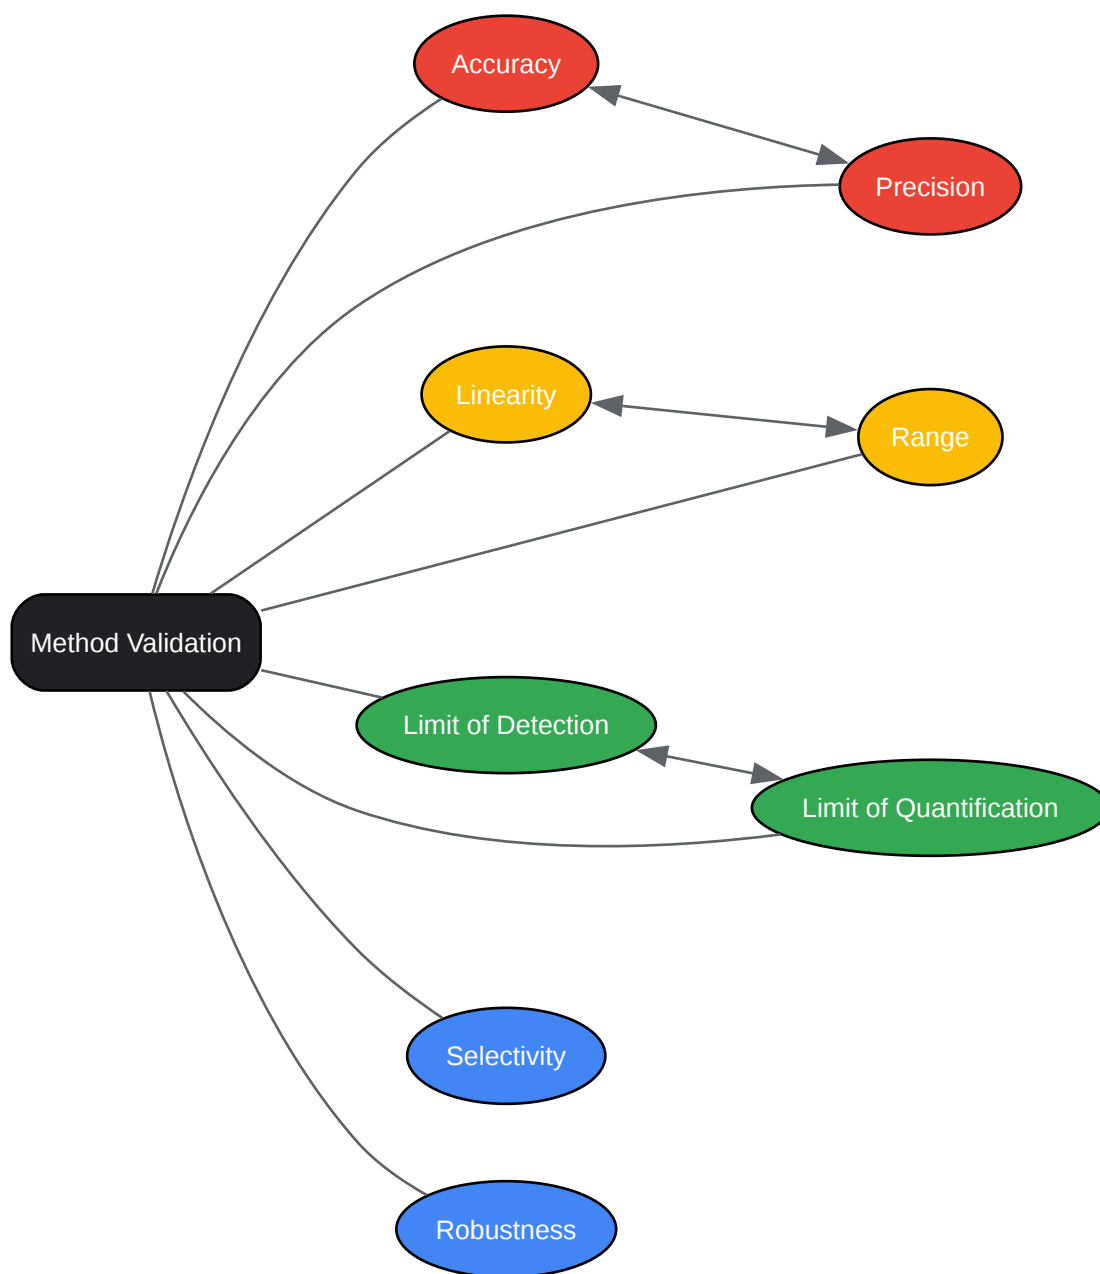 Accuracy
Precision
Linearity
Range
Method Validation
Limit of Detection
Limit of Quantification
Selectivity
Robustness